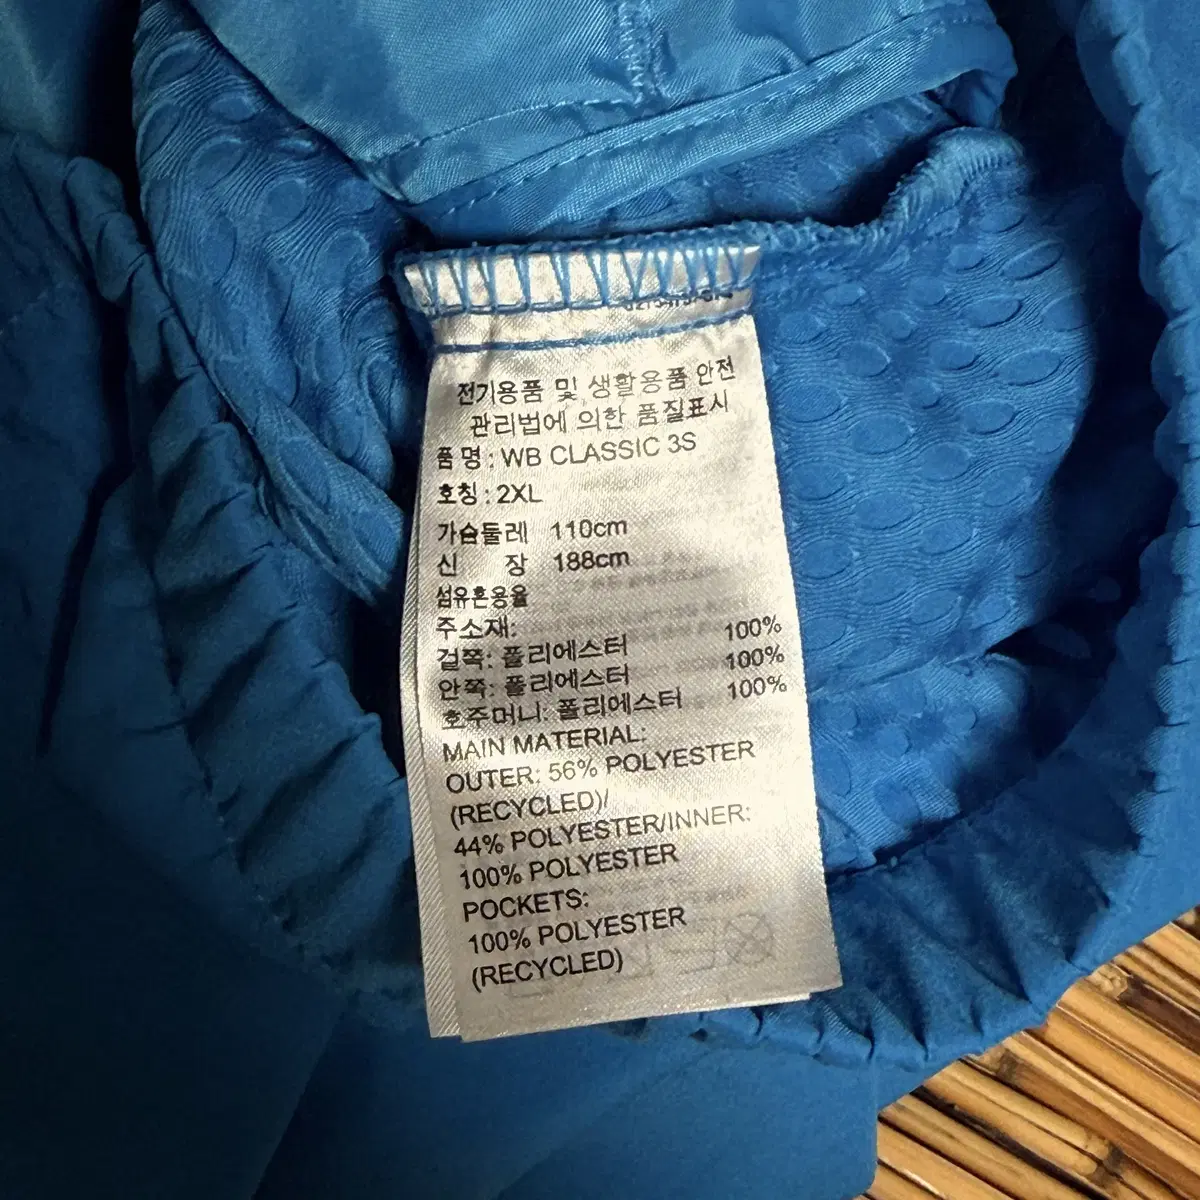 전기용품 및 생활용품 안전
관리법에 의한 품질표시
품 명 : WB CLASSIC 3S
호칭 : 2XL
가슴둘레 110cm
신 장 188cm
섬유혼용율
주소재:
겉쪽: 폴리에스터 100%
안쪽: 폴리에스터 100%
호주머니: 폴리에스터 100%
MAIN MATERIAL:
OUTER: 56% POLYESTER
(RECYCLED)/
44% POLYESTER/INNER:
100% POLYESTER
POCKETS:
100% POLYESTER
(RECYCLED)